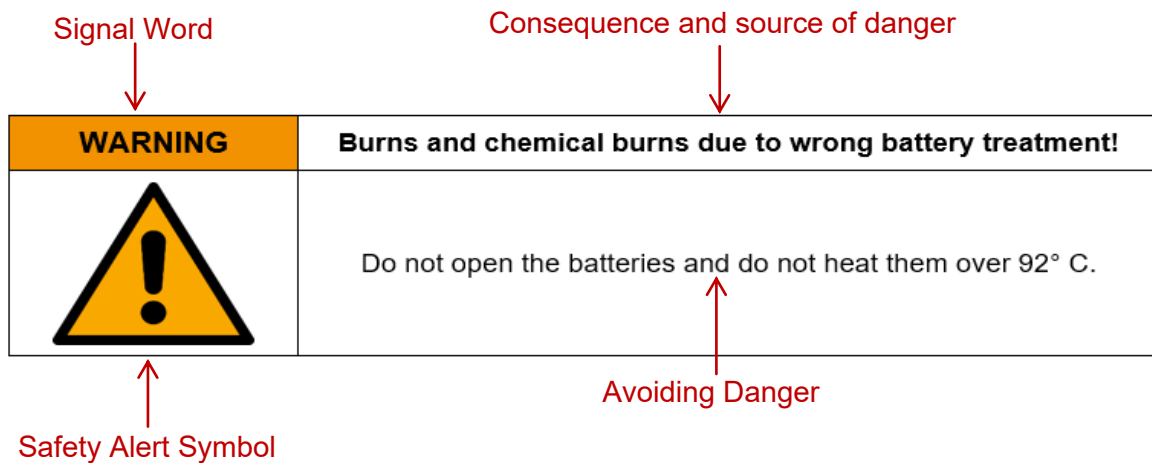 Signal Word
Consequence and source of danger
WARNING
Burns and chemical burns due to wrong battery treatment!
Do not open the batteries and do not heat them over 92° C.
Avoiding Danger
Safety Alert Symbol